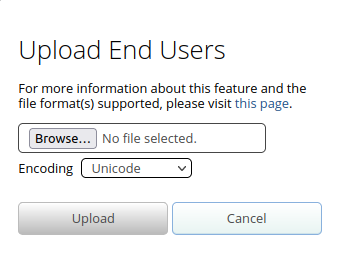 Upload End Users
For more information about this feature and the
file format(s) supported, please visit this page.
Browse... No file selected.
Encoding Unicode
Upload Cancel